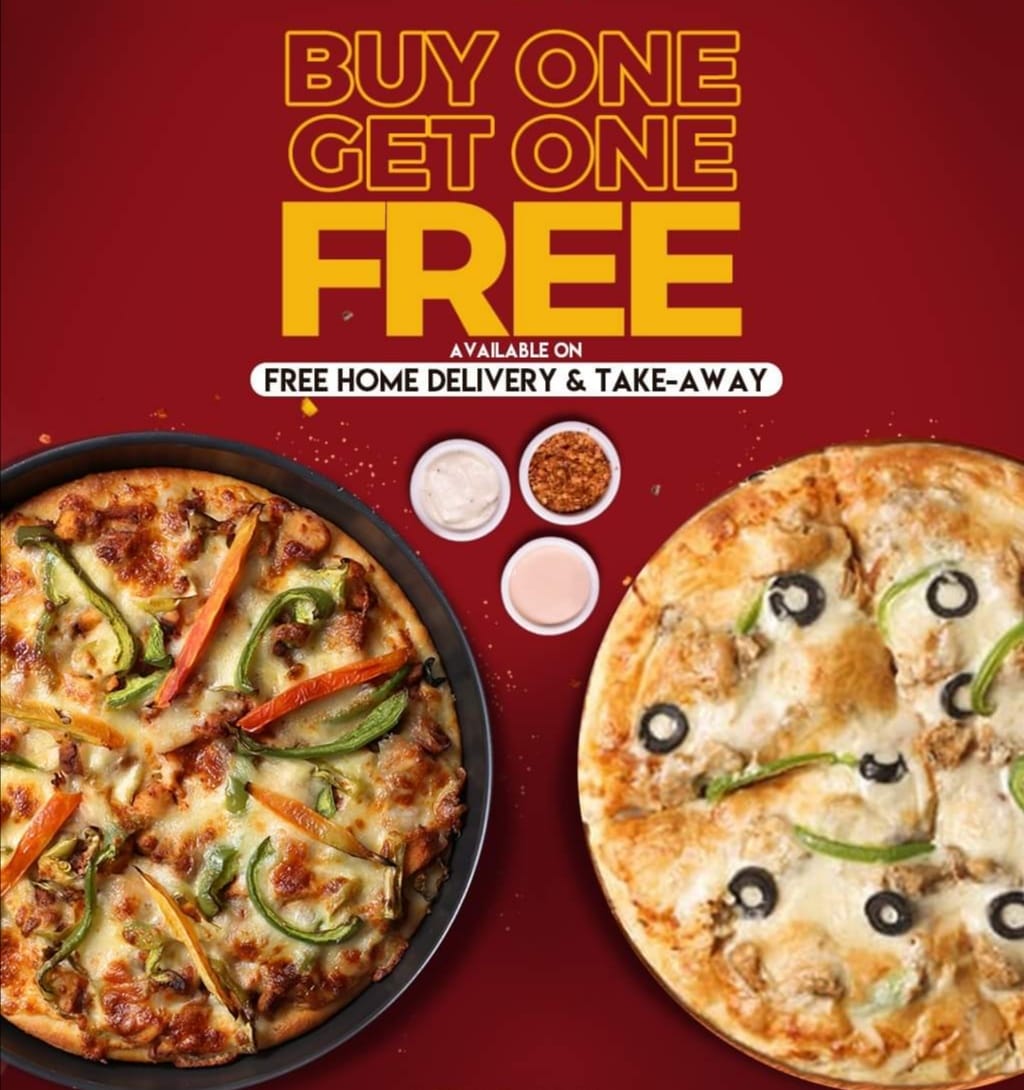 BUY ONE
GET ONE
FREE
AVAILABLE ON
FREE HOME DELIVERY & TAKE-AWAY